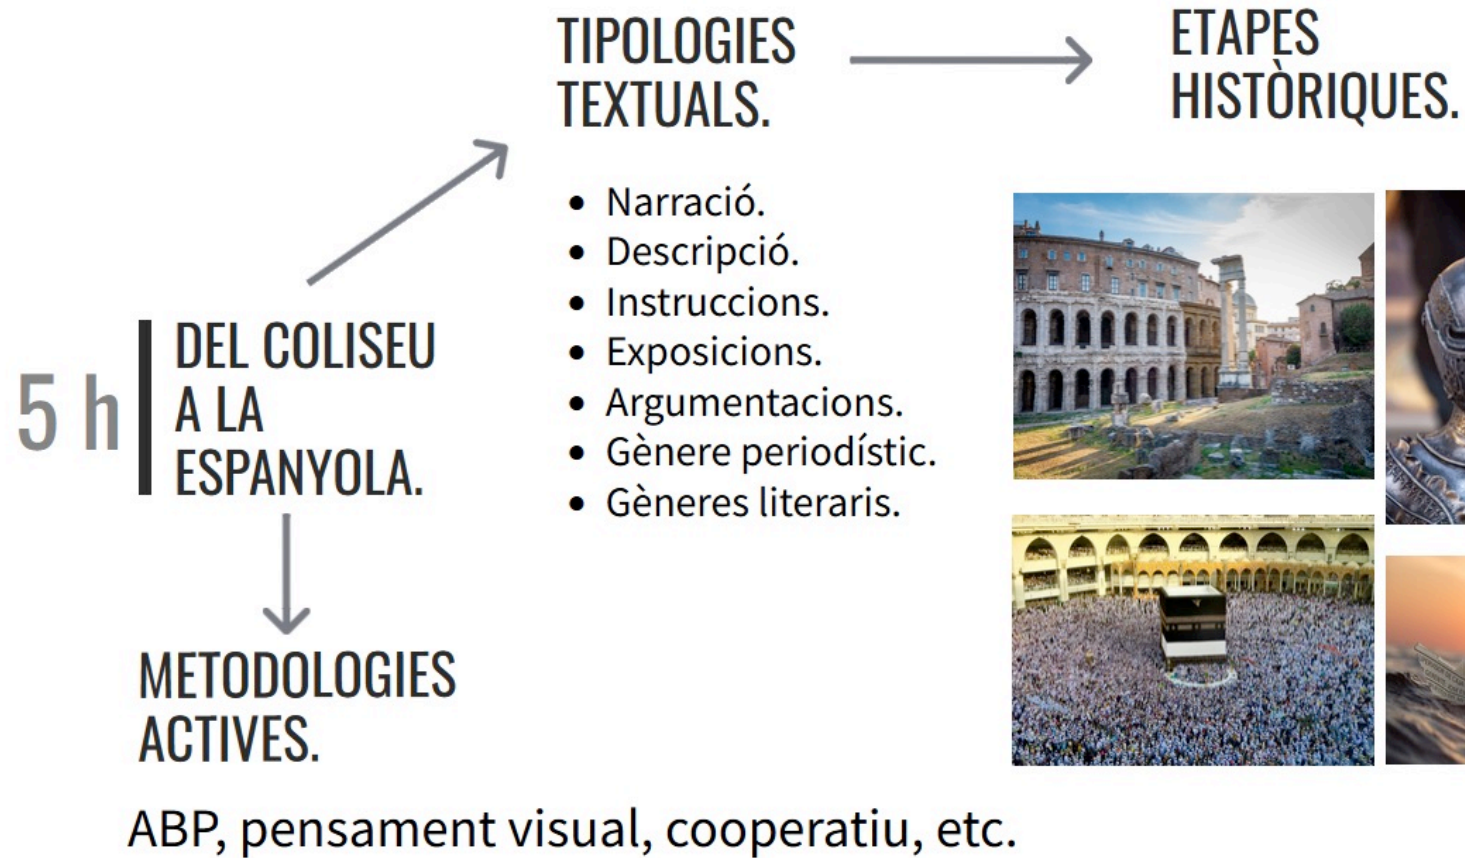 TIPOLOGIES
TEXTUALS.
ETAPES
HISTÒRIQUES.
• Narració.
• Descripció.
• Instruccions.
• Exposicions.
• Argumentacions.
• Gènere periodístic.
• Gèneres literaris.
5 h
DEL COLISEU
A LA
ESPANYOLA.
METODOLOGIES
ACTIVES.
ABP, pensament visual, cooperatiu, etc.